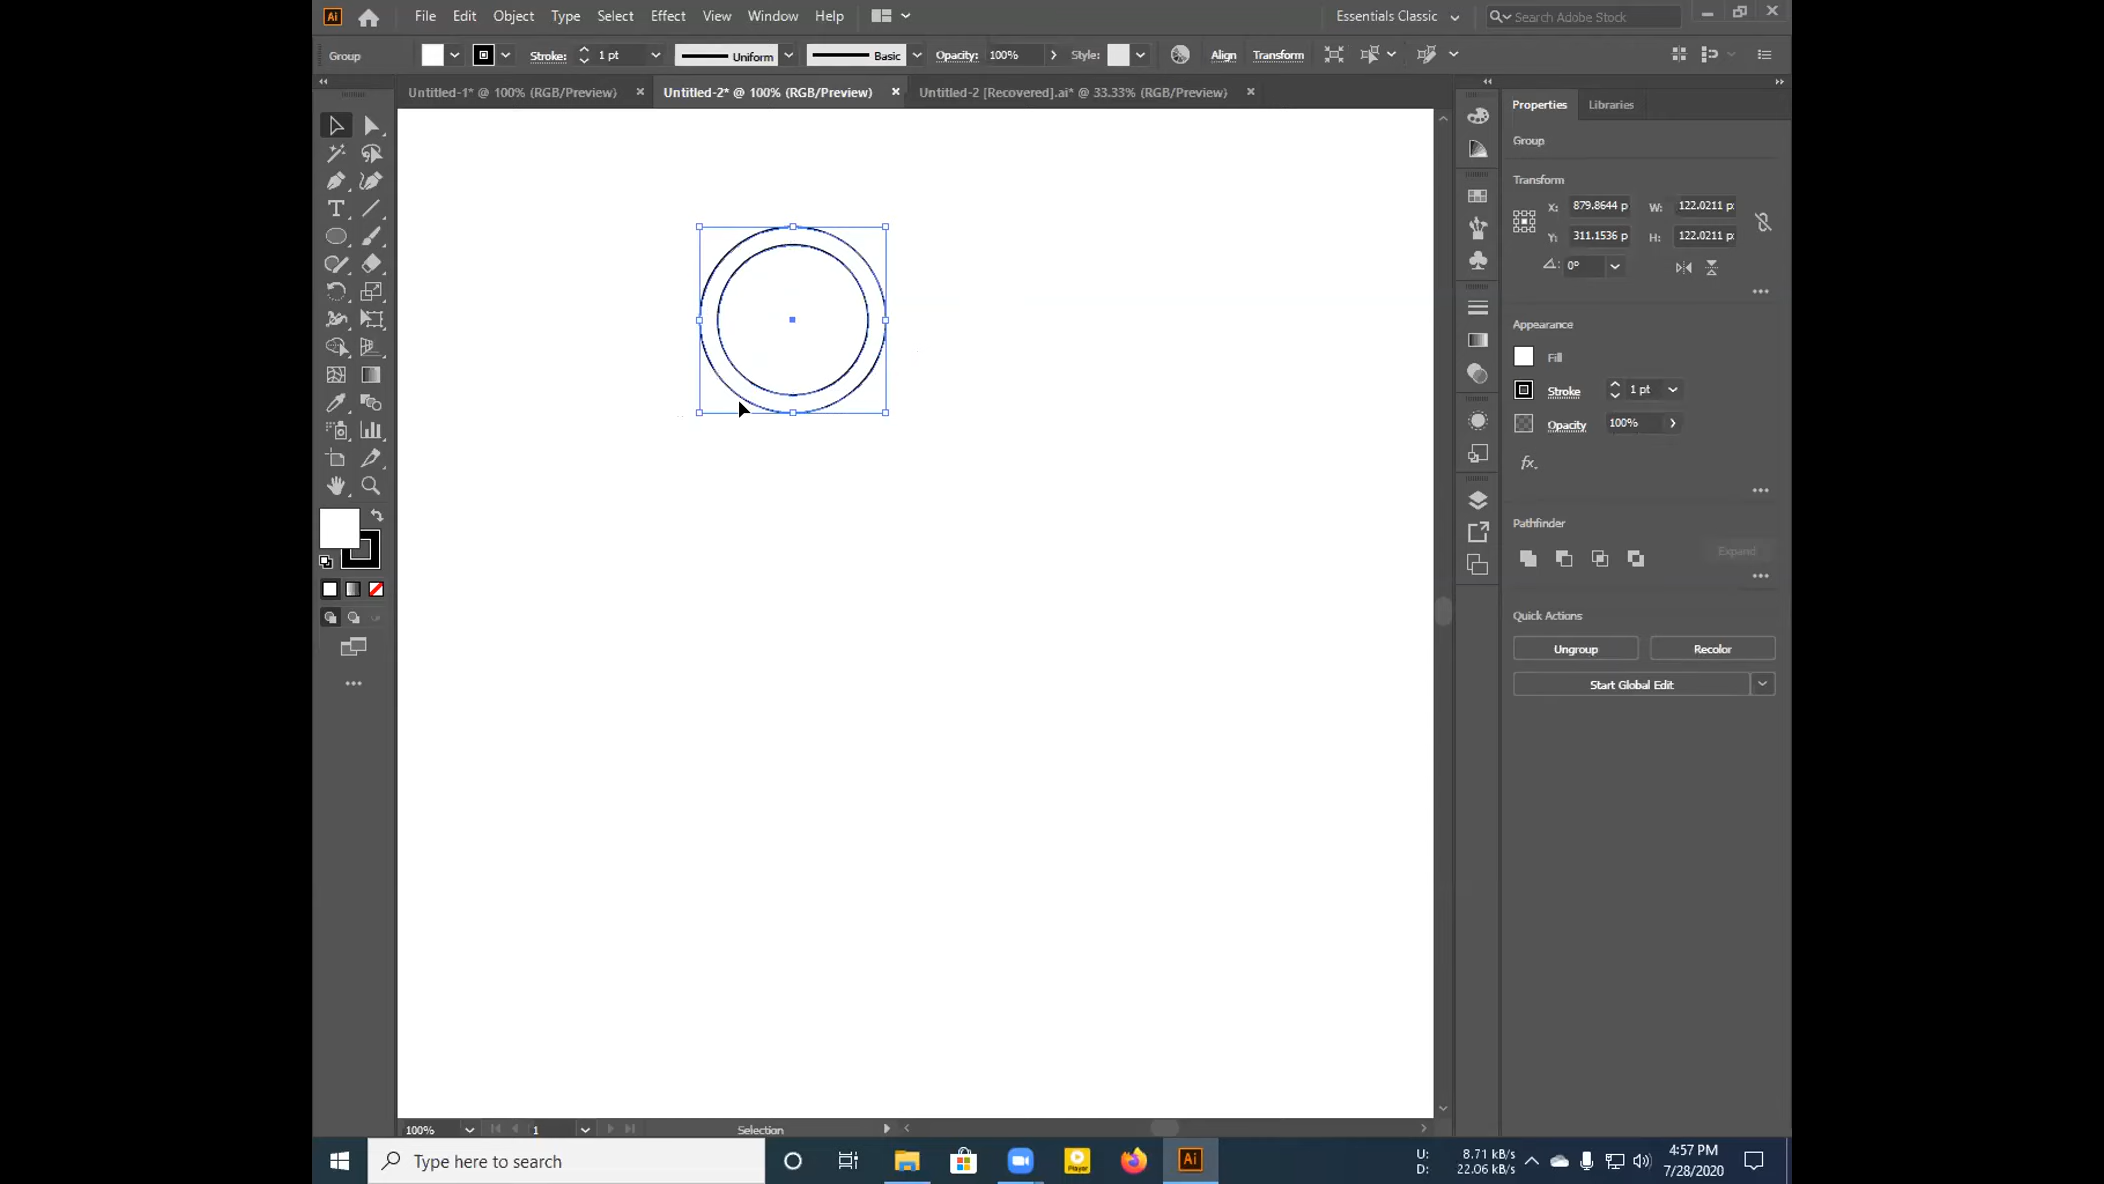 Ai File Edit Object Type Select Effect View Window Help Essentials Classic Search Adobe Stock
Group Stroke: 1 pt Uniform Basic Opacity: 100% Style: Align Transform
Untitled-1* @ 100% (RGB/Preview) × Untitled-2* @ 100% (RGB/Preview) × Untitled-2 [Recovered].ai* @ 33.33% (RGB/Preview) ×
Properties Libraries
Group
Transform
X: 879.8644 p W: 122.0211 p
Y: 311.1536 p H: 122.0211 p
0°
Appearance
Fill
Stroke 1 pt
Opacity 100%
fx.
Pathfinder
Expand
Quick Actions
Ungroup Recolor
Start Global Edit
100% 1 Selection
Type here to search
Player
Ai
U: 8.71 kB/s
D: 22.06 kB/s
4:57 PM
7/28/2020